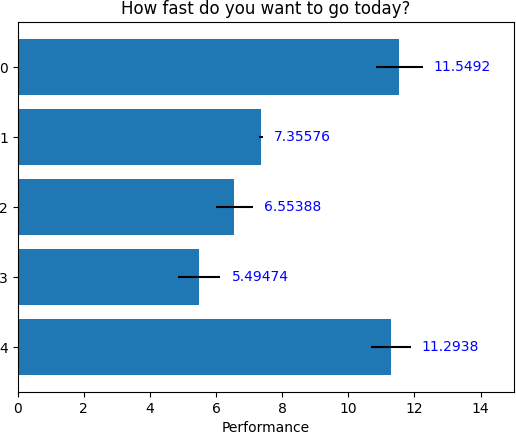 How fast do you want to go today?
0 11.5492
1 7.35576
2 6.55388
3 5.49474
4 11.2938
0 2 4 6 8 10 12 14
Performance